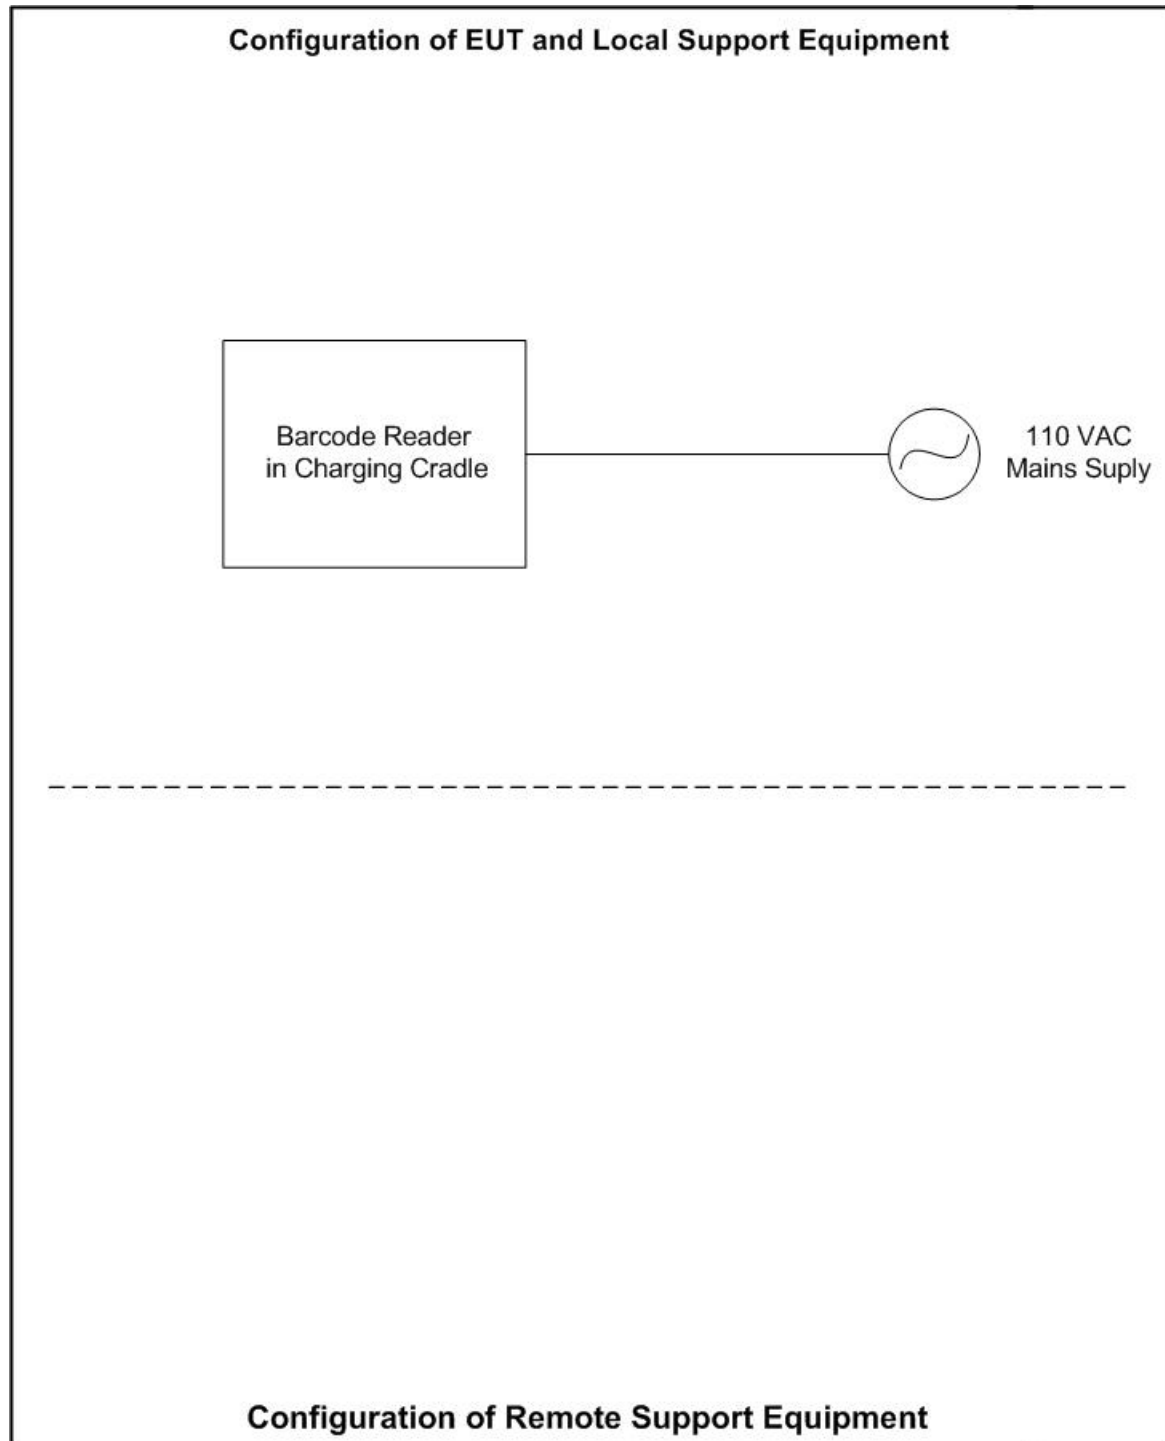 Configuration of EUT and Local Support Equipment
Barcode Reader
in Charging Cradle
110 VAC
Mains Suply
Configuration of Remote Support Equipment